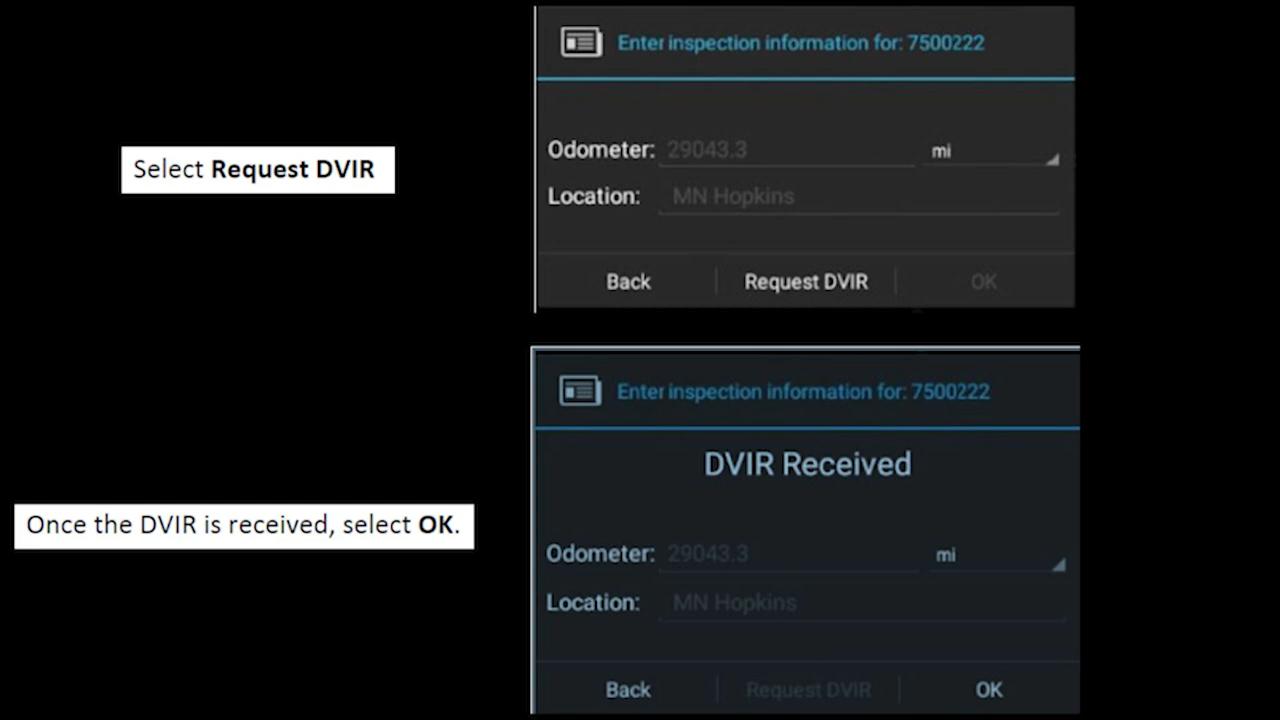 Enter inspection information for: 7500222
Select Request DVIR
Odometer: 29043.3 mi
Location: MN Hopkins
Back Request DVIR OK
Enter inspection information for: 7500222
DVIR Received
Once the DVIR is received, select OK.
Odometer: 29043.3 mi
Location: MN Hopkins
Back Request DVIR OK